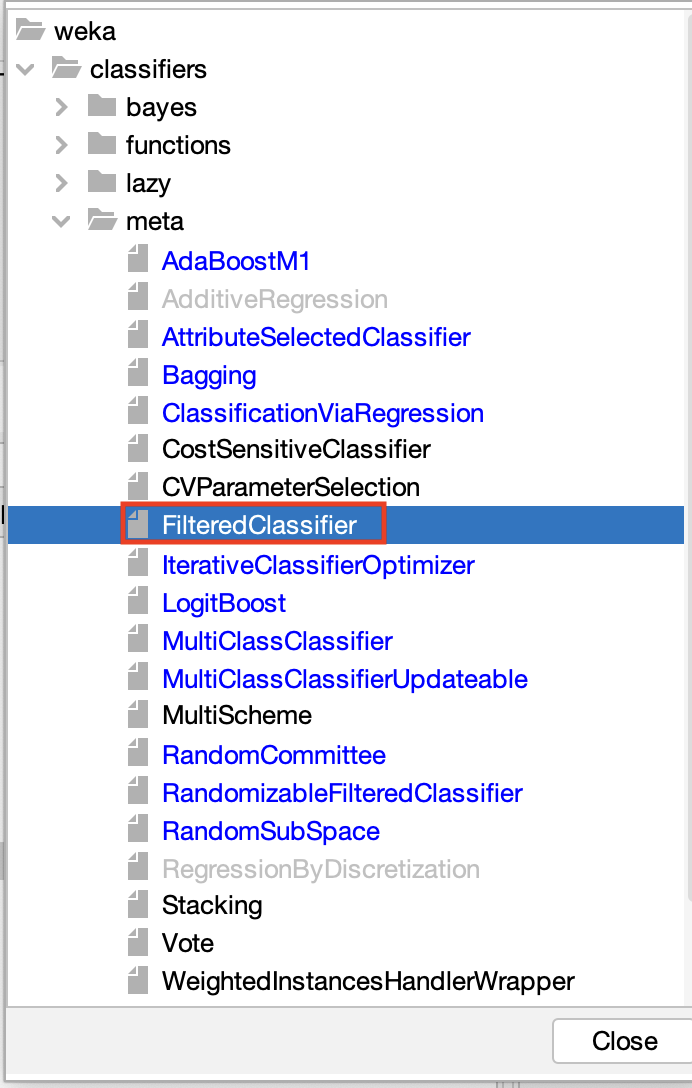 weka
classifiers
bayes
functions
lazy
meta
AdaBoostM1
AdditiveRegression
AttributeSelectedClassifier
Bagging
ClassificationViaRegression
CostSensitiveClassifier
CVParameterSelection
FilteredClassifier
IterativeClassifierOptimizer
LogitBoost
MultiClassClassifier
MultiClassClassifierUpdateable
MultiScheme
RandomCommittee
RandomizableFilteredClassifier
RandomSubSpace
RegressionByDiscretization
Stacking
Vote
WeightedInstancesHandlerWrapper
Close